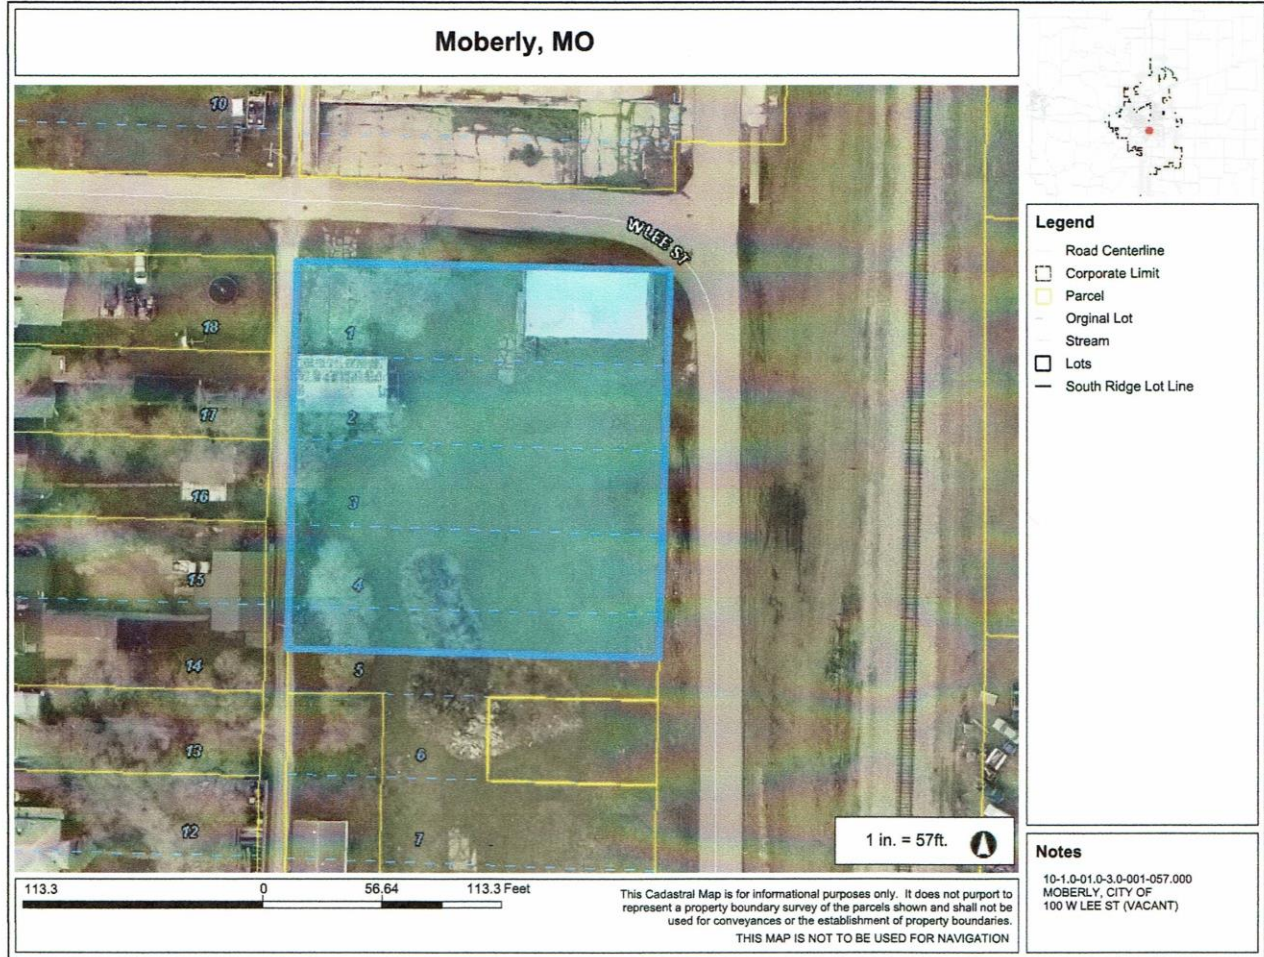 Moberly, MO
10
W LEE ST
18
1
17
2
16
3
15
4
14
5
13
6
12
7
1 in. = 57ft.
Legend
Road Centerline
Corporate Limit
Parcel
Orginal Lot
Stream
Lots
South Ridge Lot Line
113.3
0
56.64
113.3 Feet
This Cadastral Map is for informational purposes only. It does not purport to
represent a property boundary survey of the parcels shown and shall not be
used for conveyances or the establishment of property boundaries.
THIS MAP IS NOT TO BE USED FOR NAVIGATION
Notes
10-1.0-01.0-3.0-001-057.000
MOBERLY, CITY OF
100 W LEE ST (VACANT)